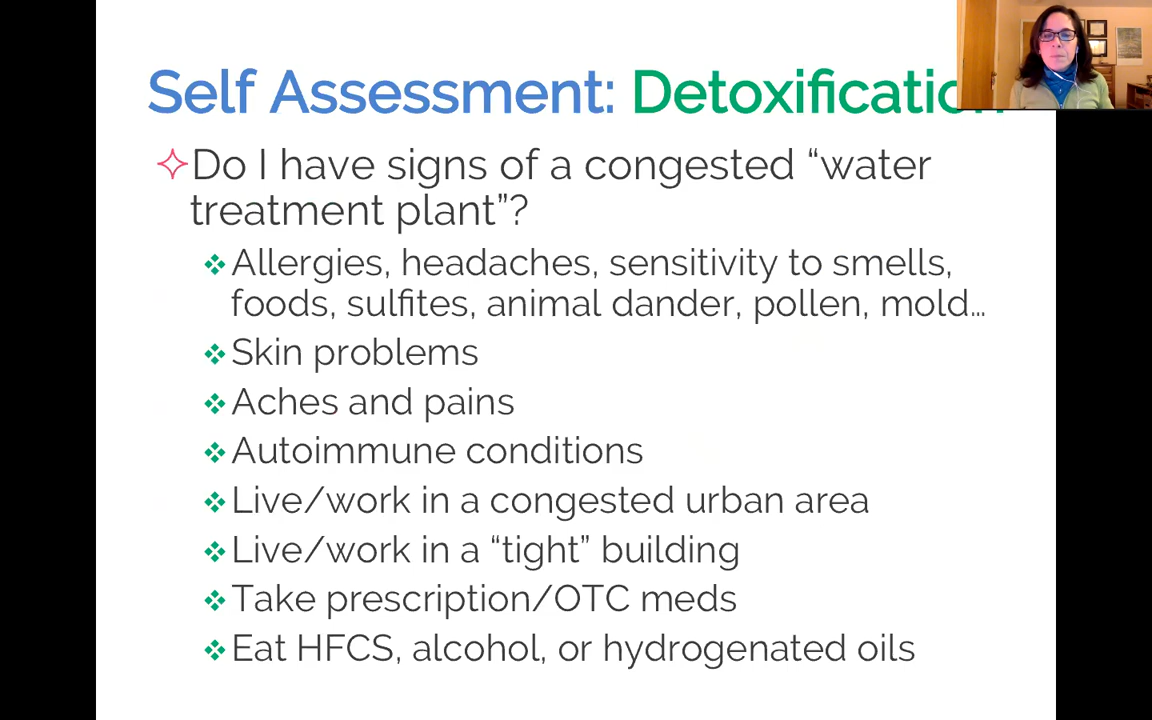 Self Assessment: Detoxification
Do I have signs of a congested “water
treatment plant”?
Allergies, headaches, sensitivity to smells,
foods, sulfites, animal dander, pollen, mold…
Skin problems
Aches and pains
Autoimmune conditions
Live/work in a congested urban area
Live/work in a “tight” building
Take prescription/OTC meds
Eat HFCS, alcohol, or hydrogenated oils